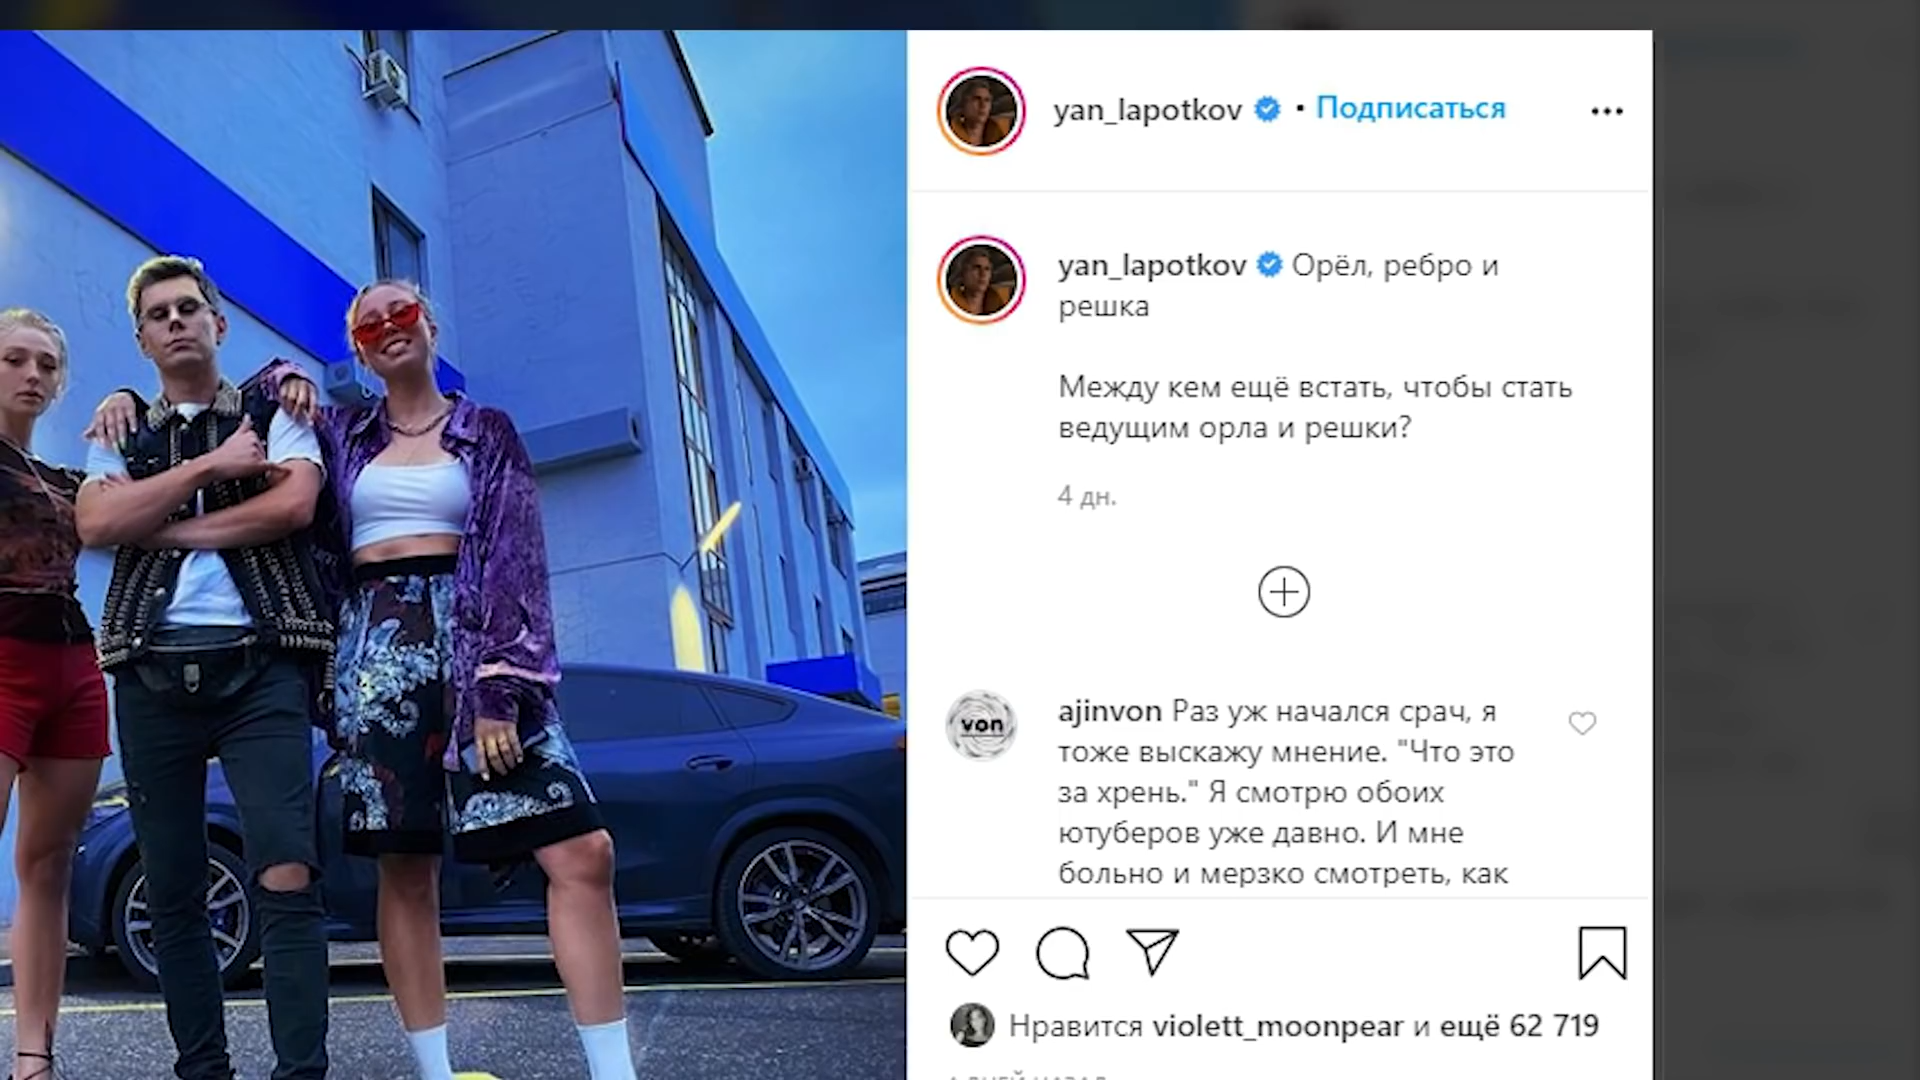 yan_lapotkov • Подписаться
yan_lapotkov Орёл, ребро и
решка
Между кем ещё встать, чтобы стать
ведущим орла и решки?
4 дн.
von
ajinvon Раз уж начался срач, я
тоже выскажу мнение. "Что это
за хрень." Я смотрю обоих
ютуберов уже давно. И мне
больно и мерзко смотреть, как
Нравится violett_moonpear и ещё 62 719